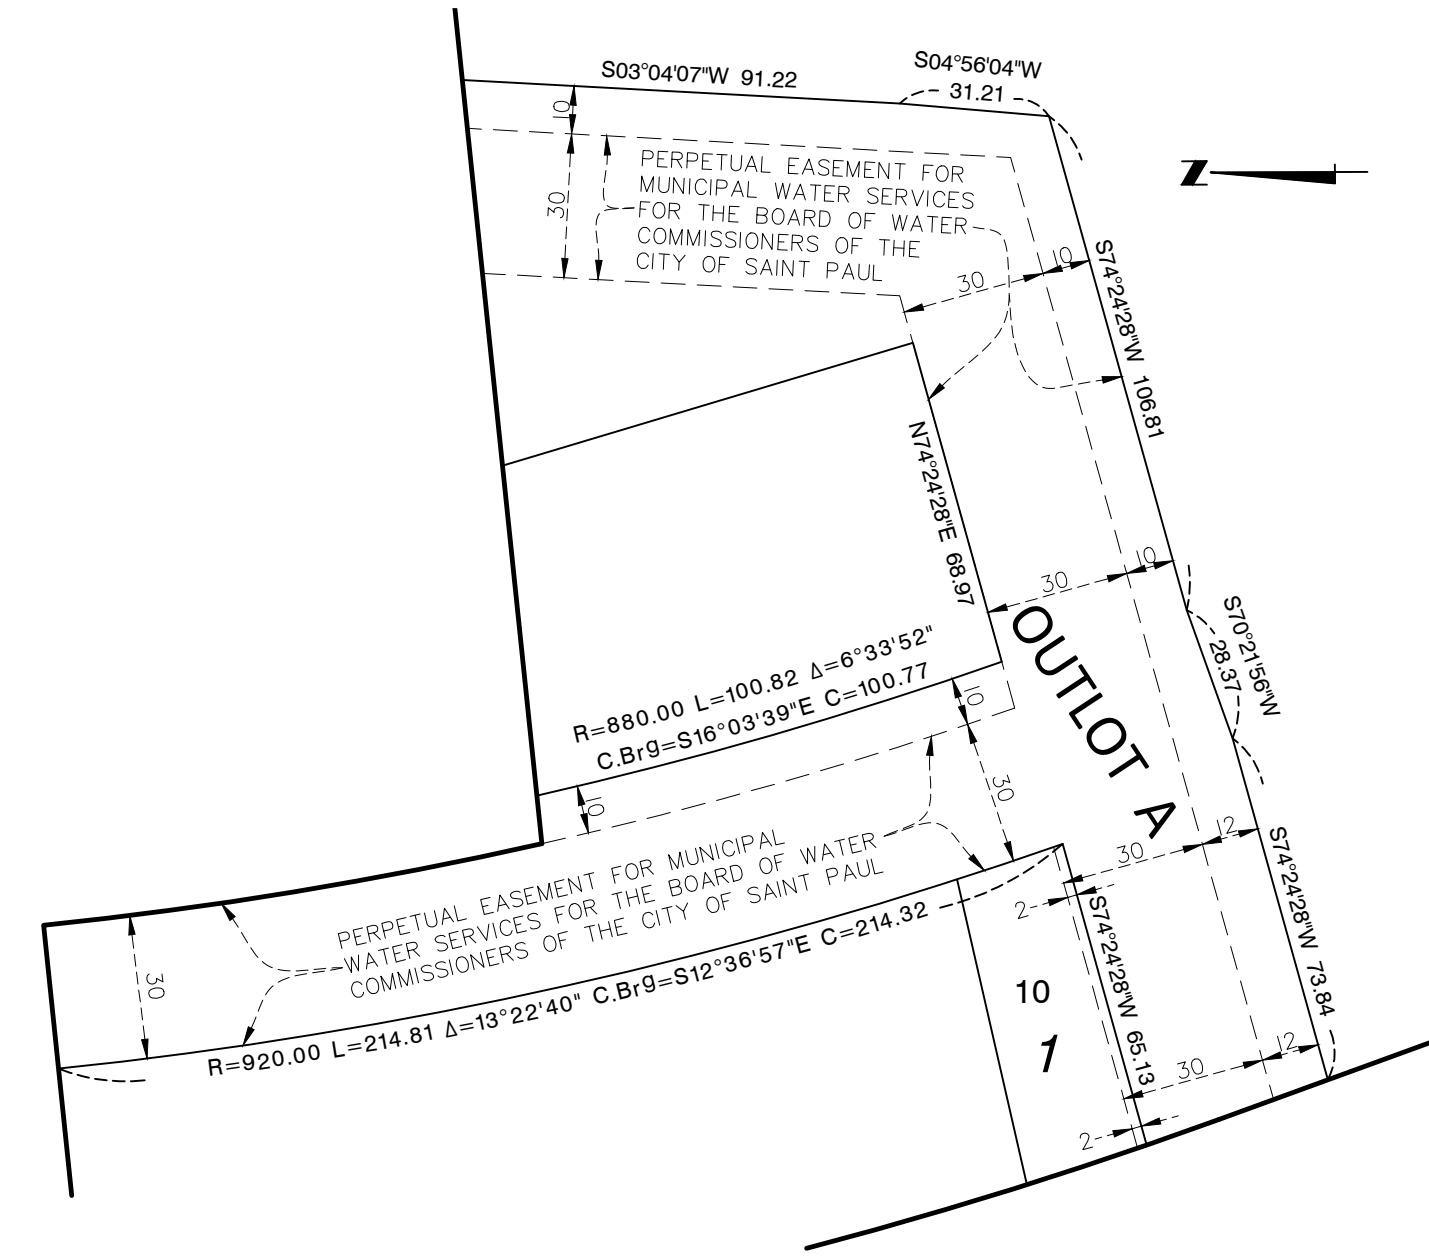 S03°04'07"W 91.22
S04°56'04"W
31.21
10
30
PERPETUAL EASEMENT FOR
MUNICIPAL WATER SERVICES
FOR THE BOARD OF WATER
COMMISSIONERS OF THE
CITY OF SAINT PAUL
N
30
10
S74°24'28"W 106.81
N74°24'28"E 68.97
30
10
OUTLOT A
S70°21'56"W
28.37
R=880.00 L=100.82 Δ=6°33'52"
C.Brg=S16°03'39"E C=100.77
10
10
30
30
12
PERPETUAL EASEMENT FOR MUNICIPAL
WATER SERVICES FOR THE BOARD OF WATER
COMMISSIONERS OF THE CITY OF SAINT PAUL
30
R=920.00 L=214.81 Δ=13°22'40" C.Brg=S12°36'57"E C=214.32
2
S74°24'28"W 65.13
S74°24'28"W 73.84
10
1
30
12
2